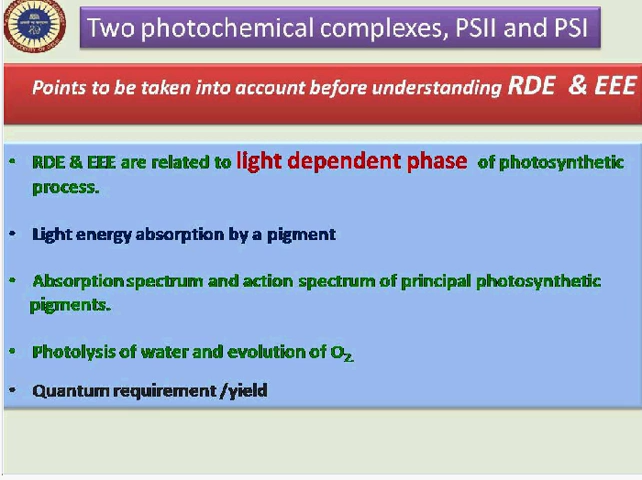 Two photochemical complexes, PSII and PSI
Points to be taken into account before understanding RDE & EEE
• RDE & EEE are related to light dependent phase of photosynthetic
process.
• Light energy absorption by a pigment
• Absorption spectrum and action spectrum of principal photosynthetic
pigments.
• Photolysis of water and evolution of O2.
• Quantum requirement /yield